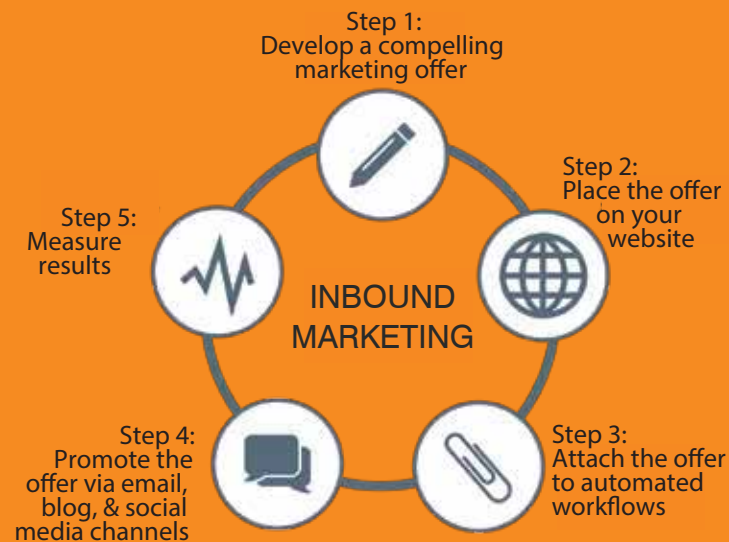 Step 1:
Develop a compelling
marketing offer
Step 2:
Place the offer
on your
website
Step 3:
Attach the offer
to automated
workflows
Step 4:
Promote the
offer via email,
blog, & social
media channels
Step 5:
Measure
results
INBOUND
MARKETING